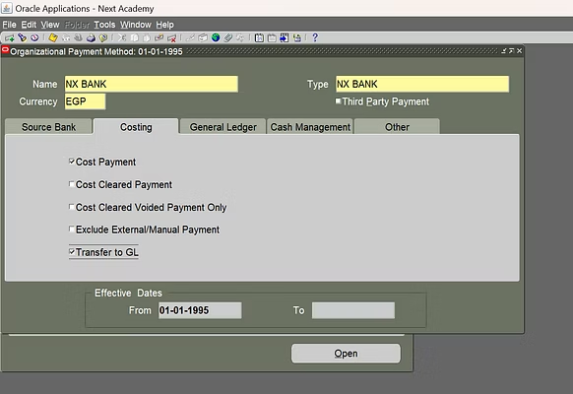 Oracle Applications - Next Academy
File Edit View Folder Tools Window Help
Organizational Payment Method: 01-01-1995
Name NX BANK Type NX BANK
Currency EGP Third Party Payment
Source Bank Costing General Ledger Cash Management Other
Cost Payment
Cost Cleared Payment
Cost Cleared Voided Payment Only
Exclude External/Manual Payment
Transfer to GL
Effective Dates
From 01-01-1995 To
Open